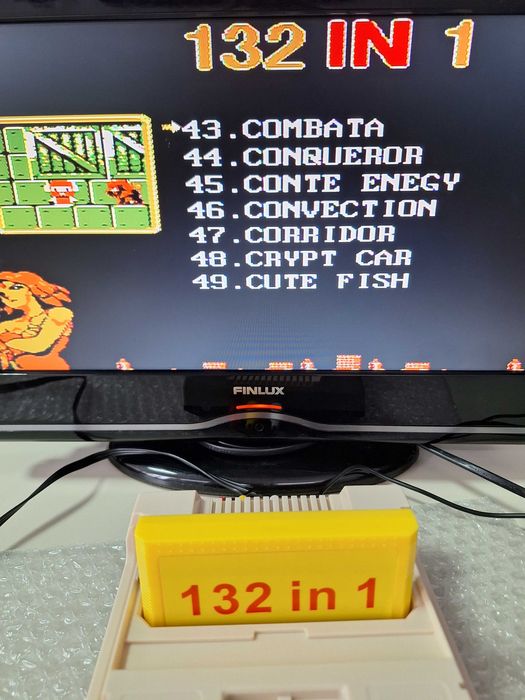 132 IN 1
43.COMBATA
44.CONQUEROR
45.CONTE ENEGY
46.CONVECTION
47.CORRIDOR
48.CRYPT CAR
49.CUTE FISH
FINLUX
132 in 1